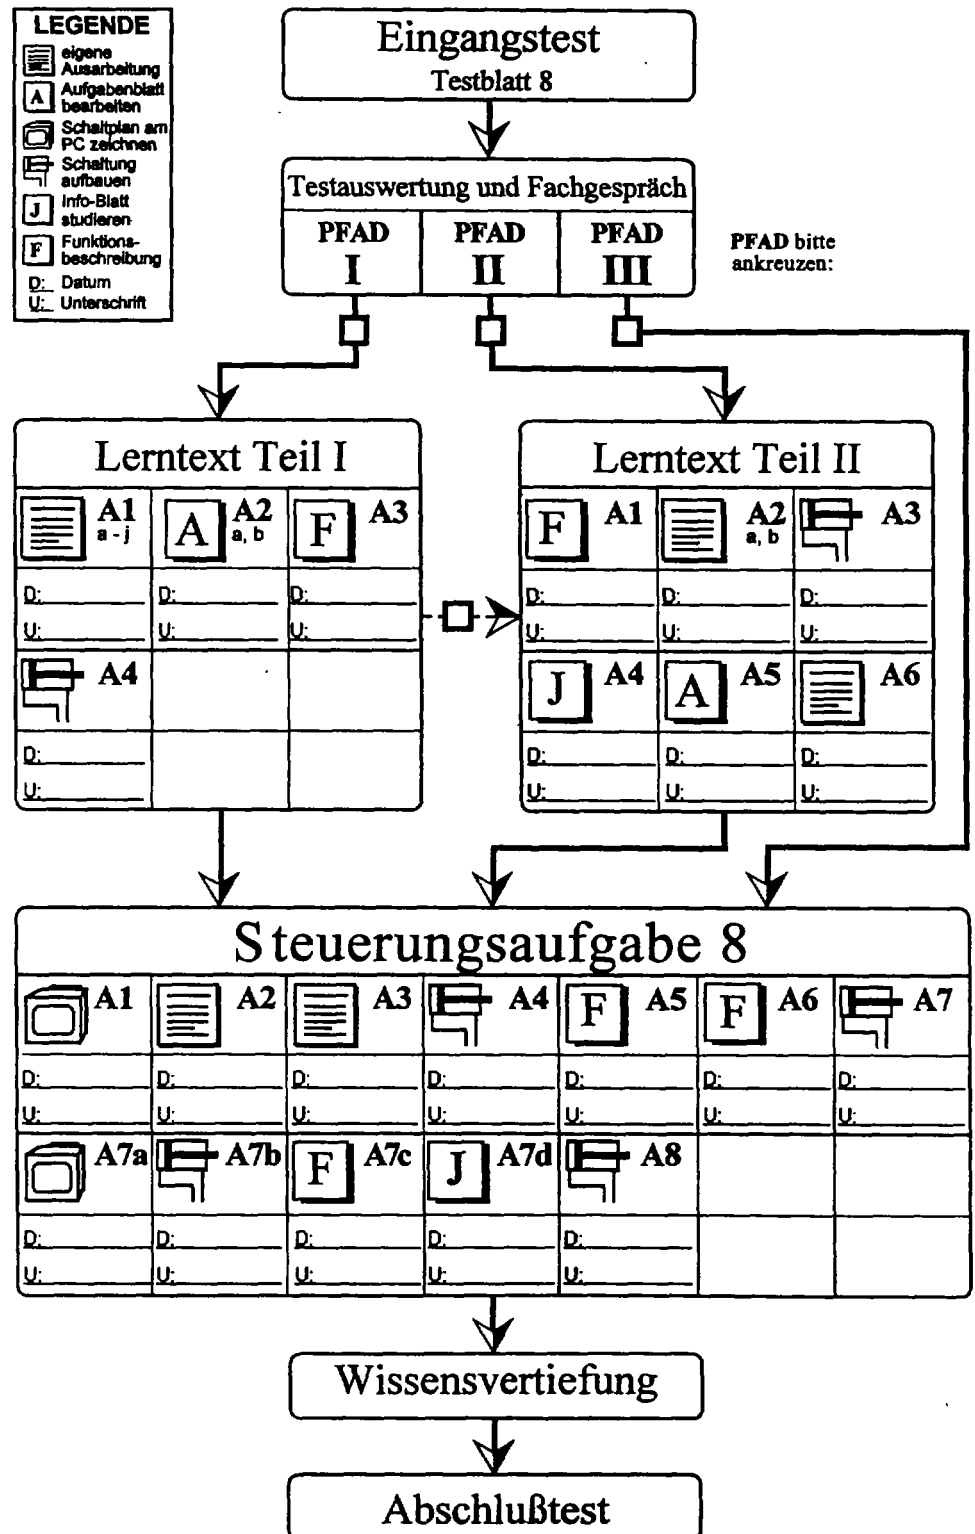 LEGENDE
eigene
Ausarbeitung
A Aufgabenblatt
bearbeiten
Schaltplan am
PC zeichnen
Schaltung
aufbauen
J Info-Blatt
studieren
F Funktions-
beschreibung
D: Datum
U: Unterschrift
Eingangstest
Testblatt 8
Testauswertung und Fachgespräch
PFAD PFAD PFAD
I II III
PFAD bitte
ankreuzen:
Lerntext Teil I
A1 A A2 F A3
a - j a, b
D: D: D:
U: U: U:
A4
D:
U:
Lerntext Teil II
F A1 A2 A3
a, b
D: D: D:
U: U: U:
J A4 A A5 A6
D: D: D:
U: U: U:
Steuerungsaufgabe 8
A1 A2 A3 A4 F A5 F A6 A7
D: D: D: D: D: D: D:
U: U: U: U: U: U: U:
A7a A7b F A7c J A7d A8
D: D: D: D: D:
U: U: U: U: U:
Wissensvertiefung
Abschlußtest